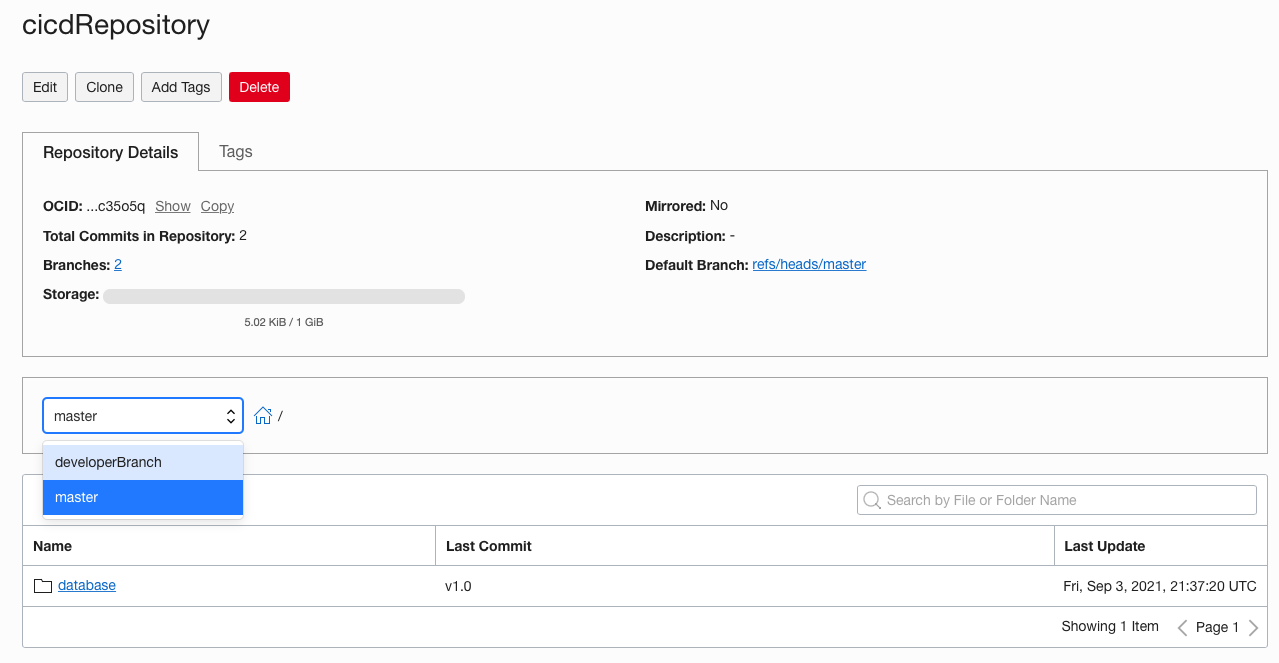 cicdRepository
Edit Clone Add Tags Delete
Repository Details Tags
OCID: ...c35o5q Show Copy Mirrored: No
Total Commits in Repository: 2 Description: -
Branches: 2 Default Branch: refs/heads/master
Storage:
5.02 KiB / 1 GiB
master /
developerBranch
master
Search by File or Folder Name
Name Last Commit Last Update
database v1.0 Fri, Sep 3, 2021, 21:37:20 UTC
Showing 1 Item Page 1